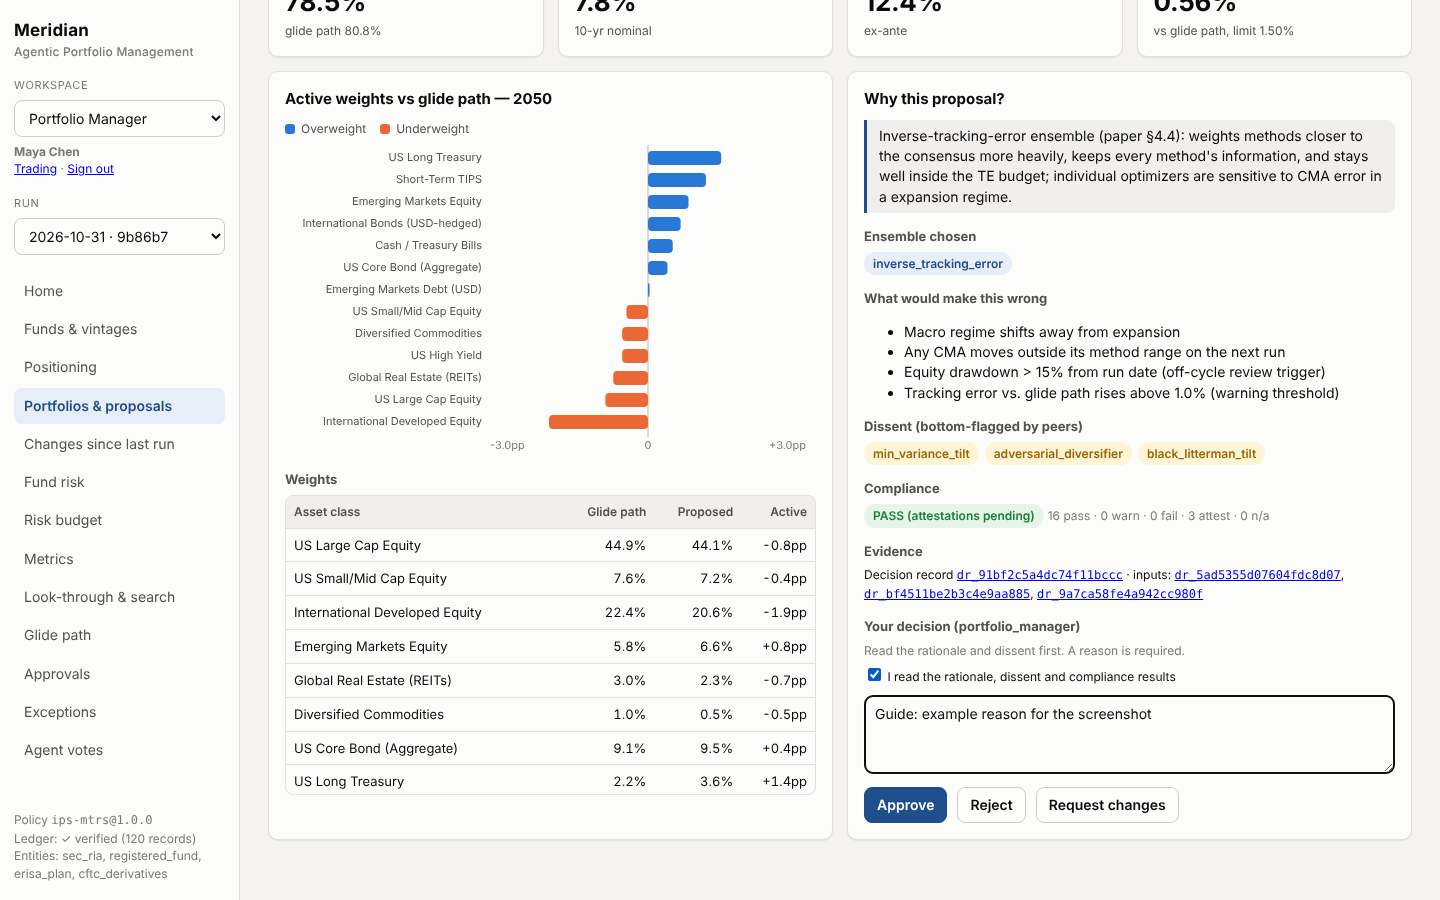 Meridian
Agentic Portfolio Management
WORKSPACE
Portfolio Manager
Maya Chen
Trading · Sign out
RUN
2026-10-31 · 9b86b7
Home
Funds & vintages
Positioning
Portfolios & proposals
Changes since last run
Fund risk
Risk budget
Metrics
Look-through & search
Glide path
Approvals
Exceptions
Agent votes
Policy ips-mtrs@1.0.0
Ledger: ✓ verified (120 records)
Entities: sec_ria, registered_fund,
erisa_plan, cftc_derivatives
78.5%
glide path 80.8%
7.8%
10-yr nominal
12.4%
ex-ante
0.56%
vs glide path, limit 1.50%
Active weights vs glide path — 2050
Overweight
Underweight
US Long Treasury
Short-Term TIPS
Emerging Markets Equity
International Bonds (USD-hedged)
Cash / Treasury Bills
US Core Bond (Aggregate)
Emerging Markets Debt (USD)
US Small/Mid Cap Equity
Diversified Commodities
US High Yield
Global Real Estate (REITs)
US Large Cap Equity
International Developed Equity
-3.0pp 0 +3.0pp
Weights
Asset class Glide path Proposed Active
US Large Cap Equity 44.9% 44.1% -0.8pp
US Small/Mid Cap Equity 7.6% 7.2% -0.4pp
International Developed Equity 22.4% 20.6% -1.9pp
Emerging Markets Equity 5.8% 6.6% +0.8pp
Global Real Estate (REITs) 3.0% 2.3% -0.7pp
Diversified Commodities 1.0% 0.5% -0.5pp
US Core Bond (Aggregate) 9.1% 9.5% +0.4pp
US Long Treasury 2.2% 3.6% +1.4pp
Why this proposal?
Inverse-tracking-error ensemble (paper §4.4): weights methods closer to
the consensus more heavily, keeps every method's information, and stays
well inside the TE budget; individual optimizers are sensitive to CMA error in
a expansion regime.
Ensemble chosen
inverse_tracking_error
What would make this wrong
• Macro regime shifts away from expansion
• Any CMA moves outside its method range on the next run
• Equity drawdown > 15% from run date (off-cycle review trigger)
• Tracking error vs. glide path rises above 1.0% (warning threshold)
Dissent (bottom-flagged by peers)
min_variance_tilt adversarial_diversifier black_litterman_tilt
Compliance
PASS (attestations pending) 16 pass · 0 warn · 0 fail · 3 attest · 0 n/a
Evidence
Decision record dr_91bf2c5a4dc74f11bccc · inputs: dr_5ad5355d07604fdc8d07,
dr_bf4511be2b3c4e9aa885, dr_9a7ca58fe4a942cc980f
Your decision (portfolio_manager)
Read the rationale and dissent first. A reason is required.
I read the rationale, dissent and compliance results
Guide: example reason for the screenshot
Approve Reject Request changes